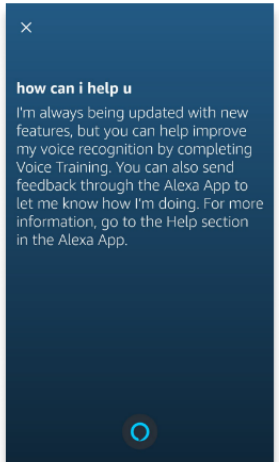 how can i help u
I'm always being updated with new
features, but you can help improve
my voice recognition by completing
Voice Training. You can also send
feedback through the Alexa App to
let me know how I'm doing. For more
information, go to the Help section
in the Alexa App.